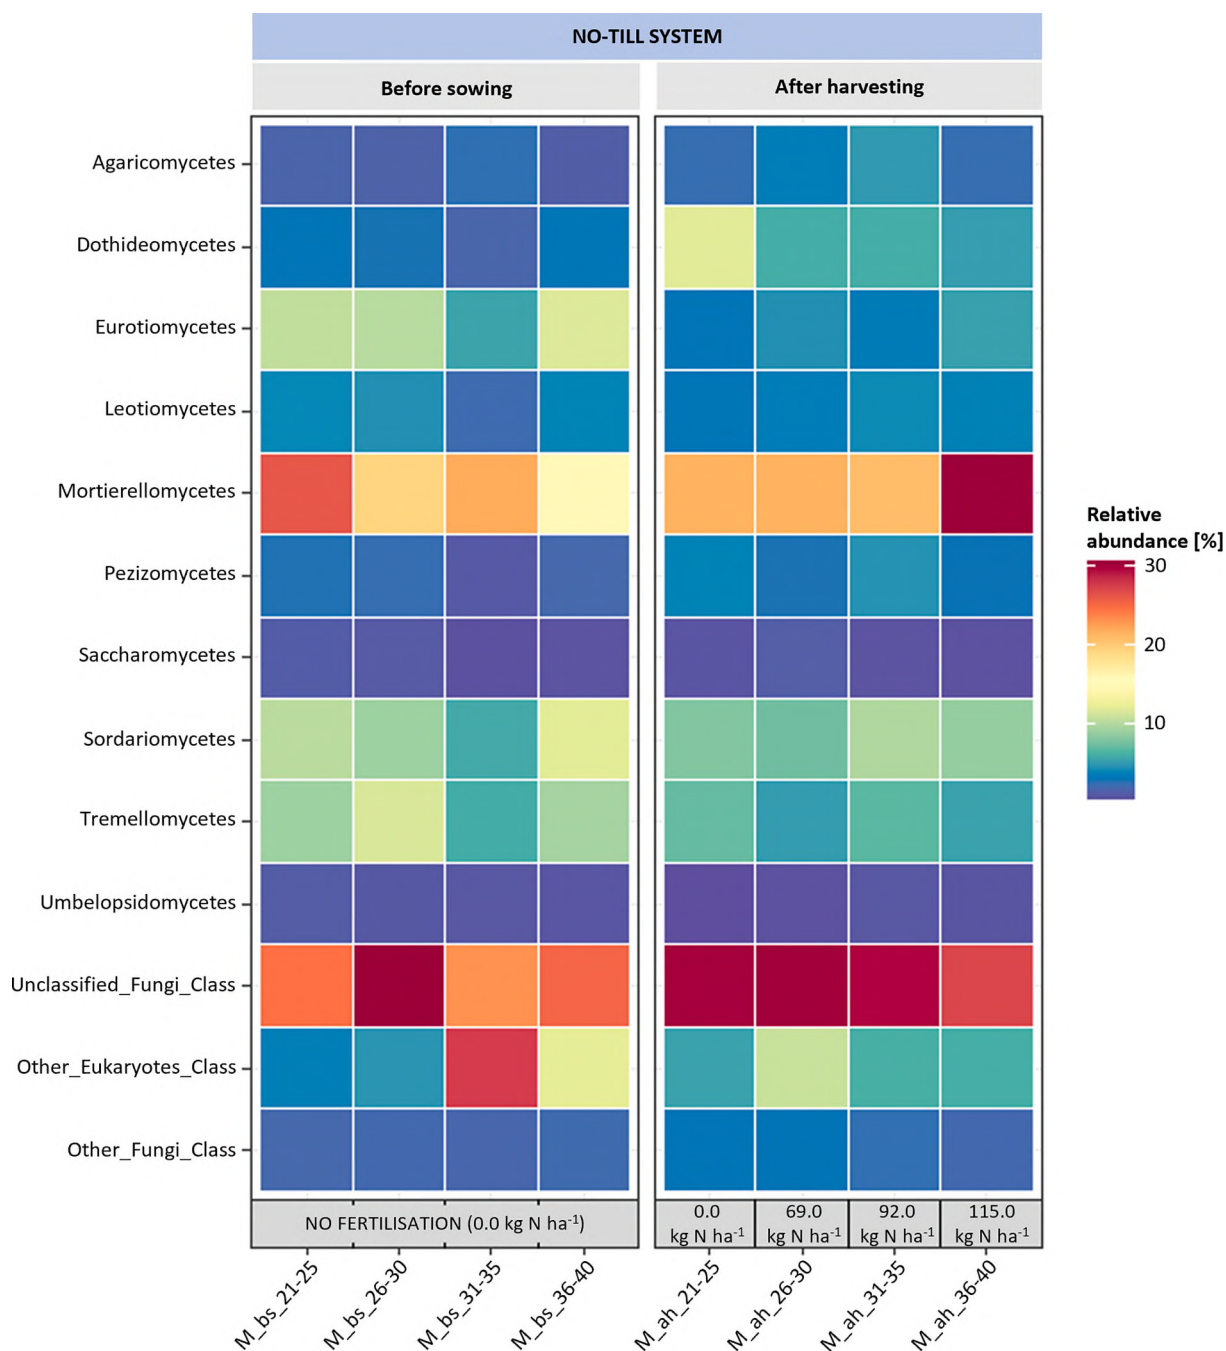 NO-TILL SYSTEM
Before sowing
After harvesting
Agaricomycetes
Dothideomycetes
Eurotiomycetes
Leotiomycetes
Mortierellomycetes
Pezizomycetes
Saccharomycetes
Sordariomycetes
Tremellomycetes
Umbelopsidomycetes
Unclassified_Fungi_Class
Other_Eukaryotes_Class
Other_Fungi_Class
Relative
abundance [%]
30
20
10
NO FERTILISATION (0.0 kg N ha⁻¹)
0.0
kg N ha⁻¹
69.0
kg N ha⁻¹
92.0
kg N ha⁻¹
115.0
kg N ha⁻¹
M_bs_21-25
M_bs_26-30
M_bs_31-35
M_bs_36-40
M_ah_21-25
M_ah_26-30
M_ah_31-35
M_ah_36-40